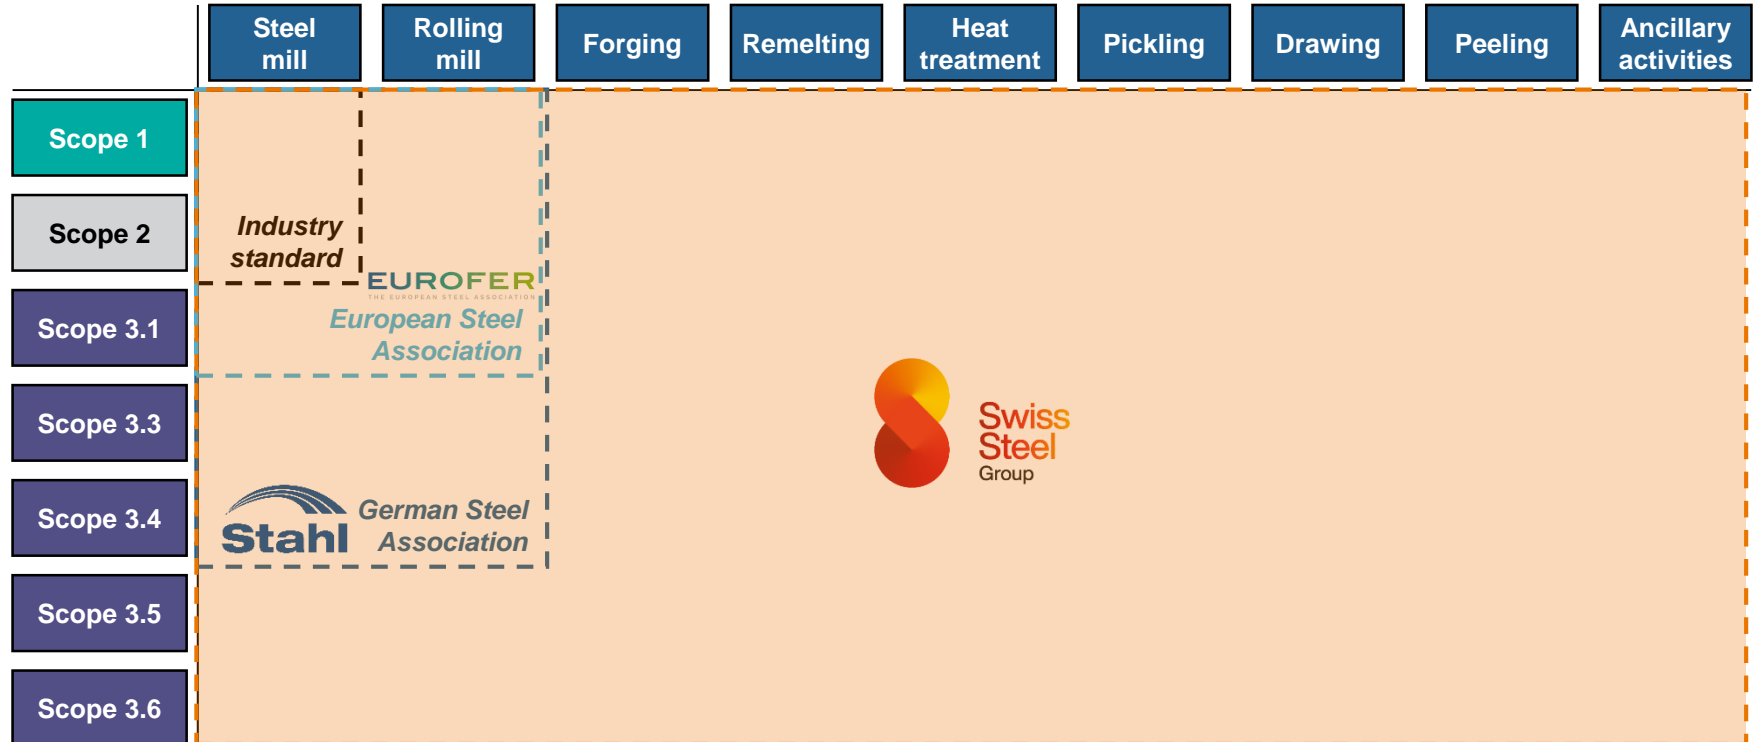 Steel
mill
Rolling
mill
Forging
Remelting
Heat
treatment
Pickling
Drawing
Peeling
Ancillary
activities
Scope 1
Scope 2
Industry
standard
EUROFER
THE EUROPEAN STEEL ASSOCIATION
Scope 3.1
European Steel
Association
Scope 3.3
Swiss
Steel
Group
Scope 3.4
Stahl
German Steel
Association
Scope 3.5
Scope 3.6